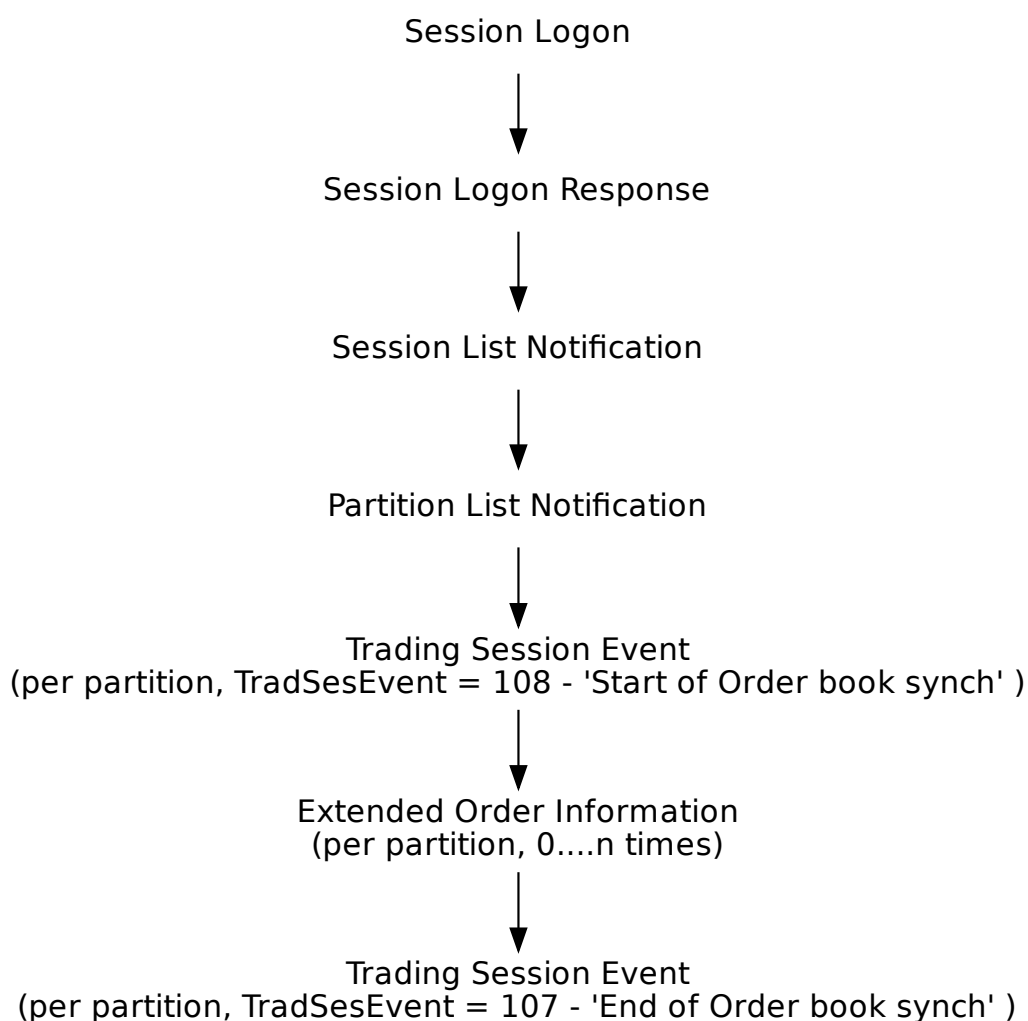 Session Logon
Session Logon Response
Session List Notification
Partition List Notification
Trading Session Event
(per partition, TradSesEvent = 108 - 'Start of Order book synch' )
Extended Order Information
(per partition, 0....n times)
Trading Session Event
(per partition, TradSesEvent = 107 - 'End of Order book synch' )